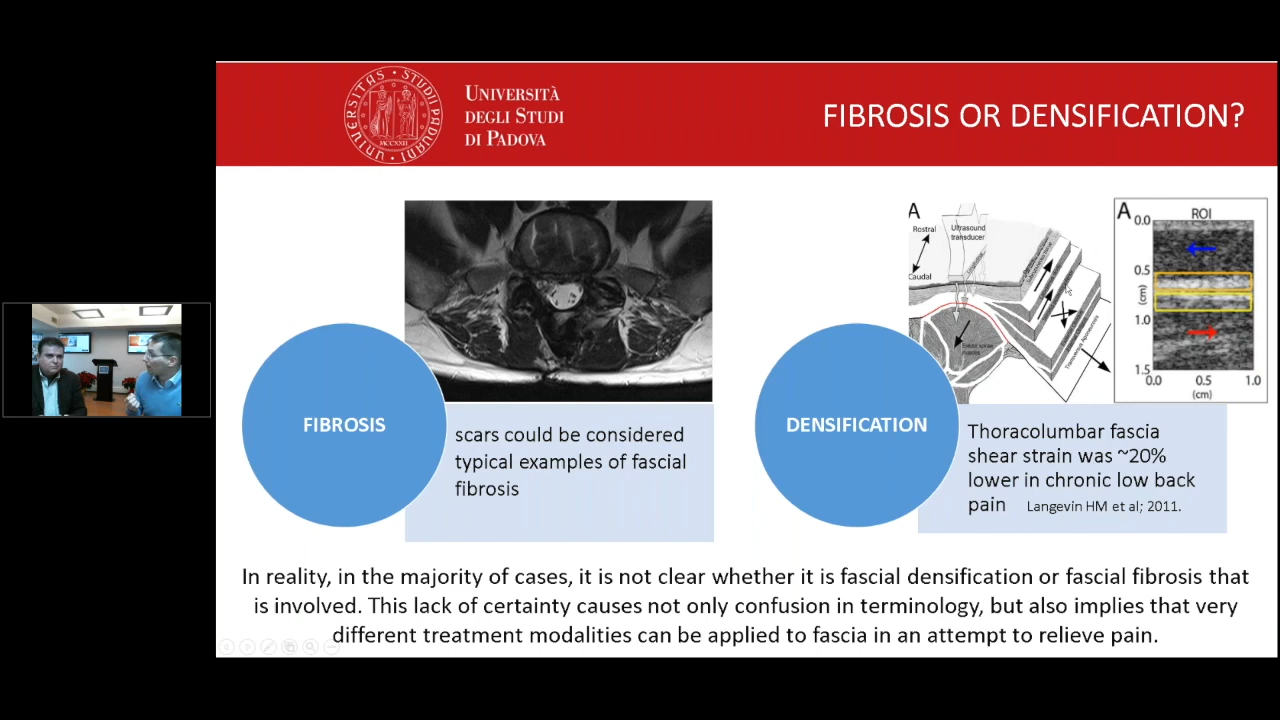 UNIVERSITÀ
DEGLI STUDI
DI PADOVA
FIBROSIS OR DENSIFICATION?
A
Rostral
Caudal
Ultrasound
transducer
A
ROI
0.0
0.5
(cm)
1.0
1.5
0.0
0.5
1.0
(cm)
FIBROSIS
scars could be considered
typical examples of fascial
fibrosis
DENSIFICATION
Thoracolumbar fascia
shear strain was ~20%
lower in chronic low back
pain Langevin HM et al; 2011.
In reality, in the majority of cases, it is not clear whether it is fascial densification or fascial fibrosis that
is involved. This lack of certainty causes not only confusion in terminology, but also implies that very
different treatment modalities can be applied to fascia in an attempt to relieve pain.